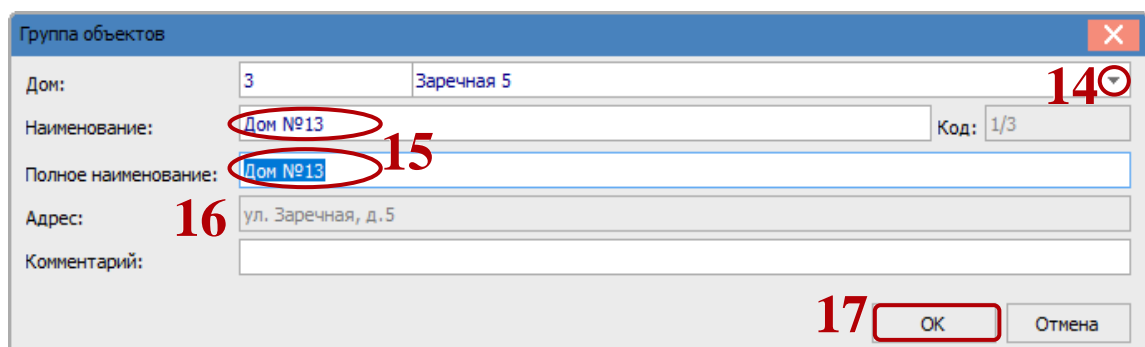 Группа объектов
Дом: 3 Заречная 5 14
Наименование: Дом №13 Код: 1/3
15
Полное наименование: Дом №13
16 Адрес: ул. Заречная, д.5
Комментарий:
17 OK Отмена